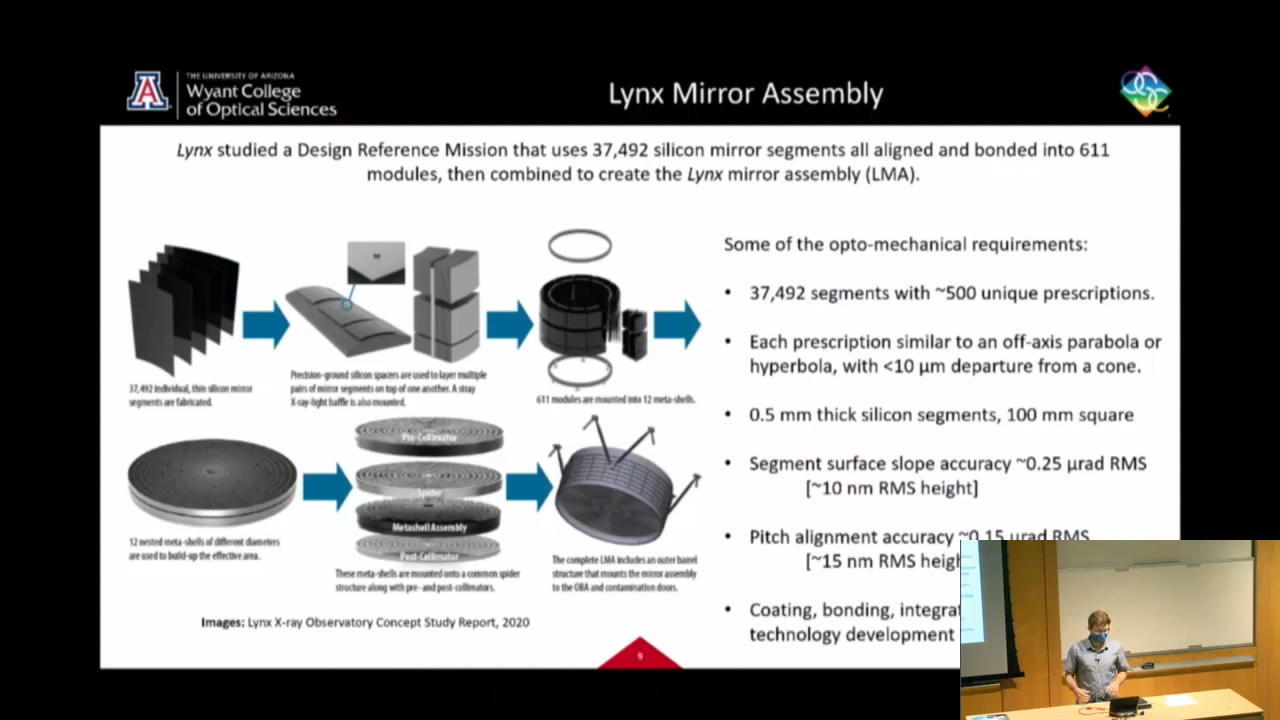 THE UNIVERSITY OF ARIZONA
Wyant College
of Optical Sciences
Lynx Mirror Assembly
Lynx studied a Design Reference Mission that uses 37,492 silicon mirror segments all aligned and bonded into 611
modules, then combined to create the Lynx mirror assembly (LMA).
37,492 individual, thin silicon mirror
segments are fabricated.
Precision-ground silicon spacers are used to layer multiple
pairs of mirror segments on top of one another. A stray
X-ray-light baffle is also mounted.
611 modules are mounted into 12 meta-shells.
12 nested meta-shells of different diameters
are used to build-up the effective area.
Pre-Collimator
Spider
Metashell Assembly
Post-Collimator
These meta-shells are mounted onto a common spider
structure along with pre- and post-collimators.
The complete LMA includes an outer barrel
structure that mounts the mirror assembly
to the OBA and contamination doors.
Images: Lynx X-ray Observatory Concept Study Report, 2020
Some of the opto-mechanical requirements:
• 37,492 segments with ~500 unique prescriptions.
• Each prescription similar to an off-axis parabola or
hyperbola, with <10 µm departure from a cone.
• 0.5 mm thick silicon segments, 100 mm square
• Segment surface slope accuracy ~0.25 µrad RMS
[~10 nm RMS height]
• Pitch alignment accuracy ~0.15 µrad RMS
[~15 nm RMS heigh
• Coating, bonding, integrat
technology development
9